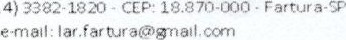 4) 3382-1820 - CEP: 18.870-000 - Fartura-SP
e-mail: lar.fartura@gmail.com